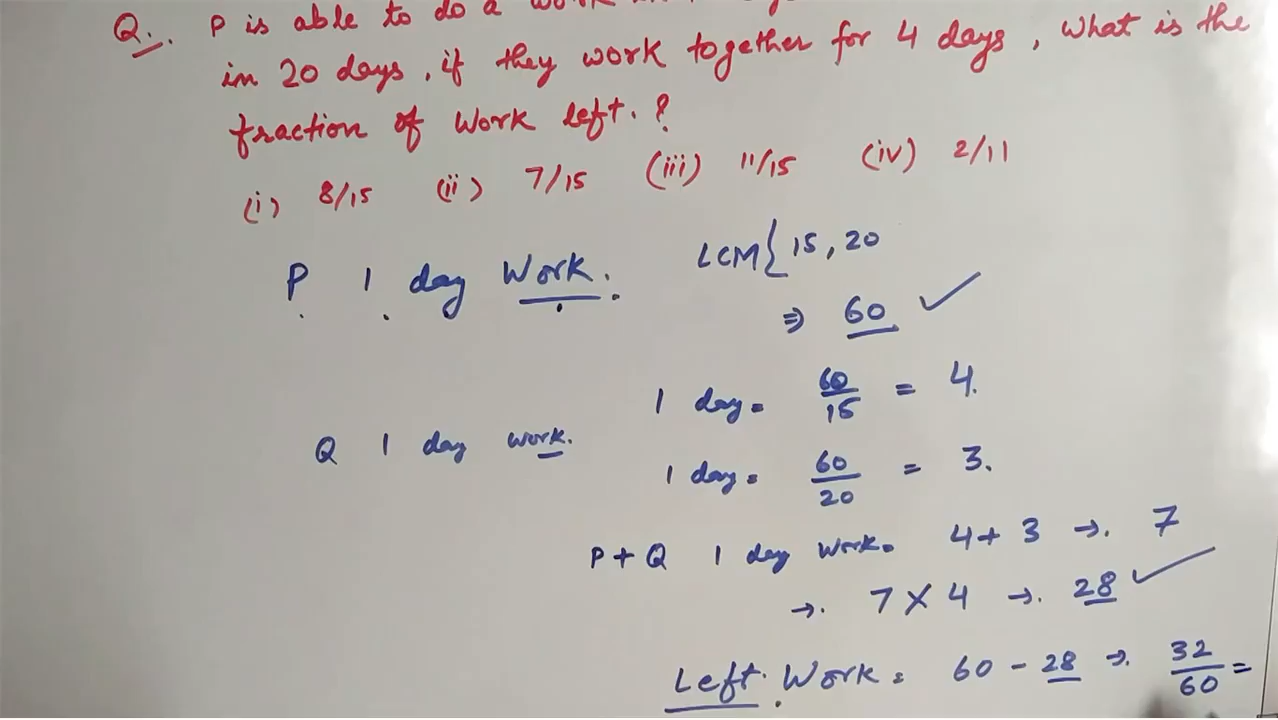 Q. P is able to do a work in
in 20 days, if they work together for 4 days, what is the
fraction of work left.?
(i) 8/15 (ii) 7/15 (iii) 11/15 (iv) 2/11
P 1 day Work. LCM{15,20
⇒ 60 ✓
1 day = 60/15 = 4.
Q 1 day work.
1 day = 60/20 = 3.
P+Q 1 day work = 4+3 →. 7
→. 7 X 4 →. 28 ✓
Left Work = 60 - 28 →. 32/60 =